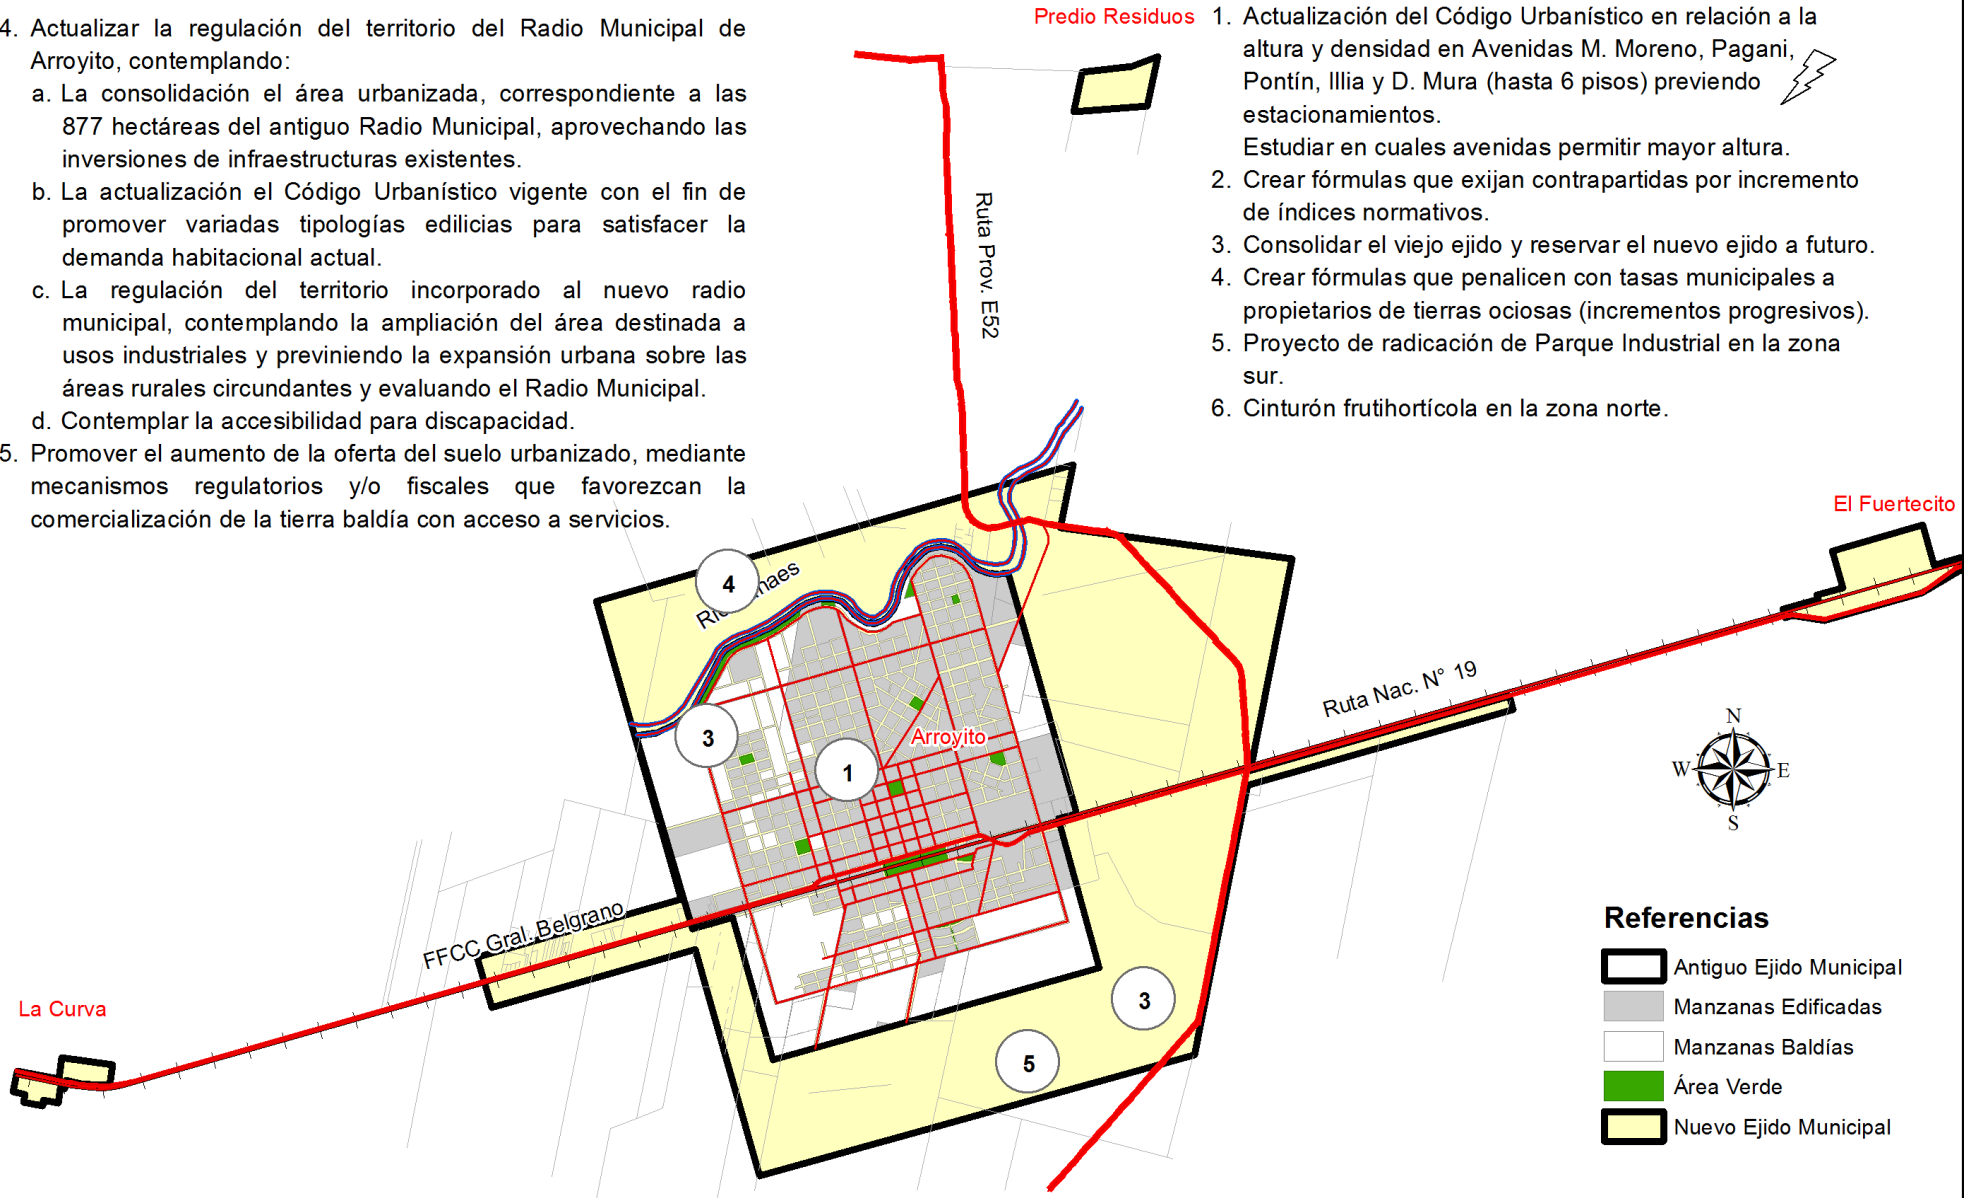 4. Actualizar la regulación del territorio del Radio Municipal de
Arroyito, contemplando:
a. La consolidación el área urbanizada, correspondiente a las
877 hectáreas del antiguo Radio Municipal, aprovechando las
inversiones de infraestructuras existentes.
b. La actualización el Código Urbanístico vigente con el fin de
promover variadas tipologías edilicias para satisfacer la
demanda habitacional actual.
c. La regulación del territorio incorporado al nuevo radio
municipal, contemplando la ampliación del área destinada a
usos industriales y previniendo la expansión urbana sobre las
áreas rurales circundantes y evaluando el Radio Municipal.
d. Contemplar la accesibilidad para discapacidad.
5. Promover el aumento de la oferta del suelo urbanizado, mediante
mecanismos regulatorios y/o fiscales que favorezcan la
comercialización de la tierra baldía con acceso a servicios.
Predio Residuos
1. Actualización del Código Urbanístico en relación a la
altura y densidad en Avenidas M. Moreno, Pagani,
Pontín, Illia y D. Mura (hasta 6 pisos) previendo
estacionamientos.
Estudiar en cuales avenidas permitir mayor altura.
2. Crear fórmulas que exijan contrapartidas por incremento
de índices normativos.
3. Consolidar el viejo ejido y reservar el nuevo ejido a futuro.
4. Crear fórmulas que penalicen con tasas municipales a
propietarios de tierras ociosas (incrementos progresivos).
5. Proyecto de radicación de Parque Industrial en la zona
sur.
6. Cinturón frutihortícola en la zona norte.
Ruta Prov. E52
El Fuertecito
4
3
1
Arroyito
Ruta Nac. N° 19
N
W
E
S
FFCC Gral. Belgrano
La Curva
3
5
Referencias
Antiguo Ejido Municipal
Manzanas Edificadas
Manzanas Baldías
Área Verde
Nuevo Ejido Municipal